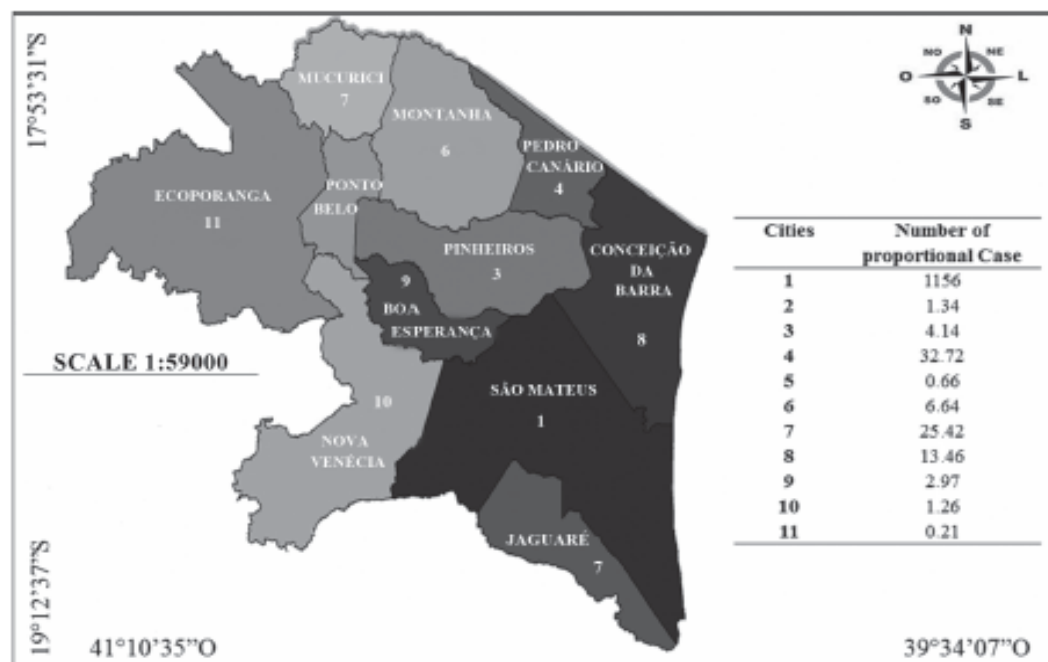 17°53’31”S
MUCURICI
7
MONTANHA
6
PEDRO
CANÁRIO
4
ECOPORANGA
11
PONTO
BELO
PINHEIROS
3
CONCEIÇÃO
DA
BARRA
8
9
BOA
ESPERANÇA
SCALE 1:59000
SÃO MATEUS
1
10
NOVA
VENÉCIA
JAGUARÉ
7
19°12’37”S
41°10’35”O
39°34’07”O
N
NO
NE
O
L
SO
SE
S
Cities Number of
proportional Case
1 1156
2 1.34
3 4.14
4 32.72
5 0.66
6 6.64
7 25.42
8 13.46
9 2.97
10 1.26
11 0.21